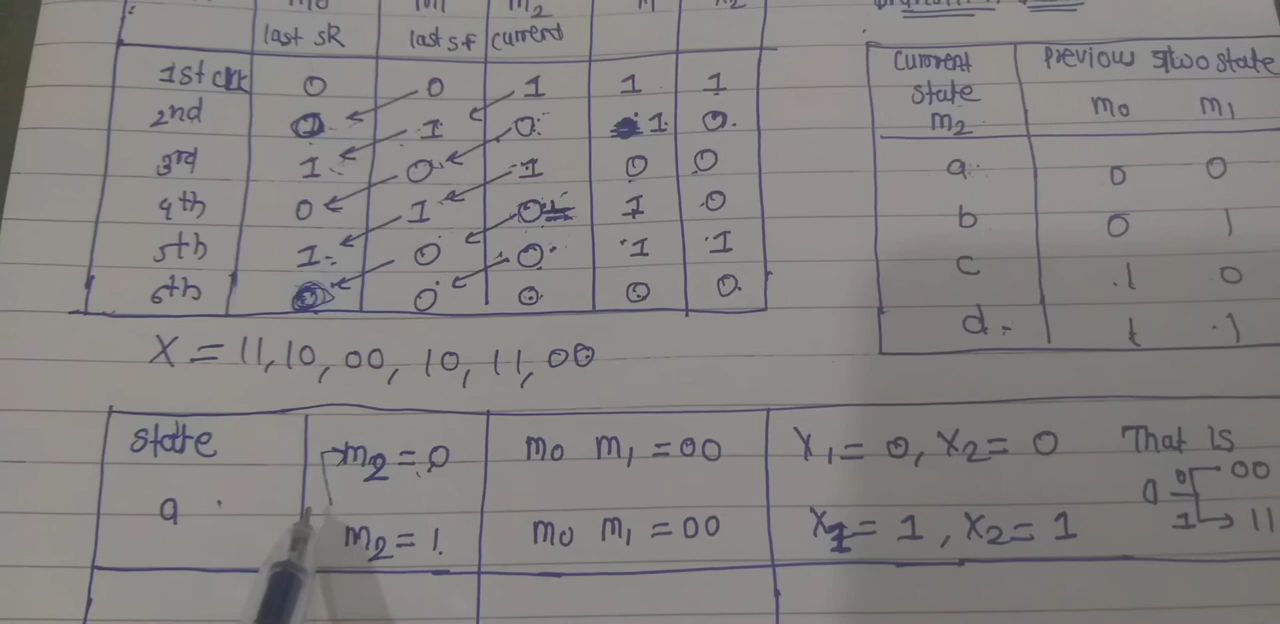 last SR last sf current
1st clk 0 0 1 1 1
2nd 1 1 0 1 0
3rd 1 0 1 0 0
4th 0 1 0 1 0
5th 1 0 0 1 1
6th 0 0 0 0 0
X = 11, 10, 00, 10, 11, 00
current state m2 previous two state
m0 m1
a 0 0
b 0 1
c 1 0
d 1 1
state a
m2 = 0 m0 m1 = 00 X1 = 0, X2 = 0 That is
m2 = 1 m0 m1 = 00 X1 = 1, X2 = 1
a 0 00
1 11